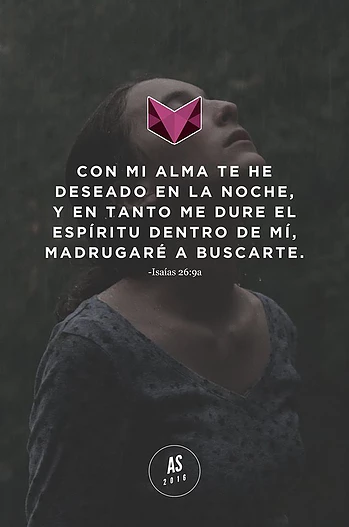 CON MI ALMA TE HE
DESEADO EN LA NOCHE,
Y EN TANTO ME DURE EL
ESPÍRITU DENTRO DE MÍ,
MADRUGARÉ A BUSCARTE.
-Isaías 26:9a
AS
2016